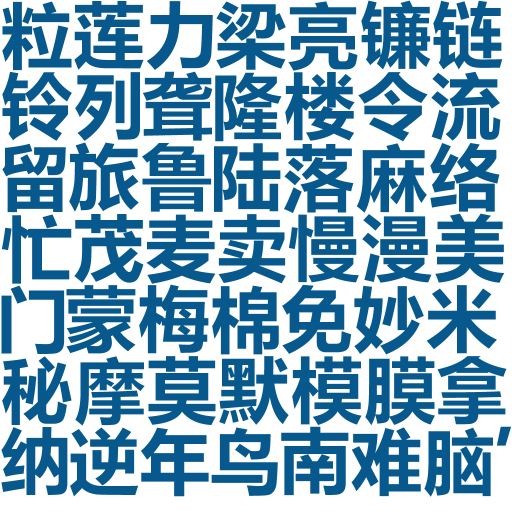 粒莲力梁亮镰链
铃列聋隆楼令流
留旅鲁陆落麻络
忙茂麦卖慢漫美
门蒙梅棉免妙米
秘摩莫默模膜拿
纳逆年鸟南难脑′